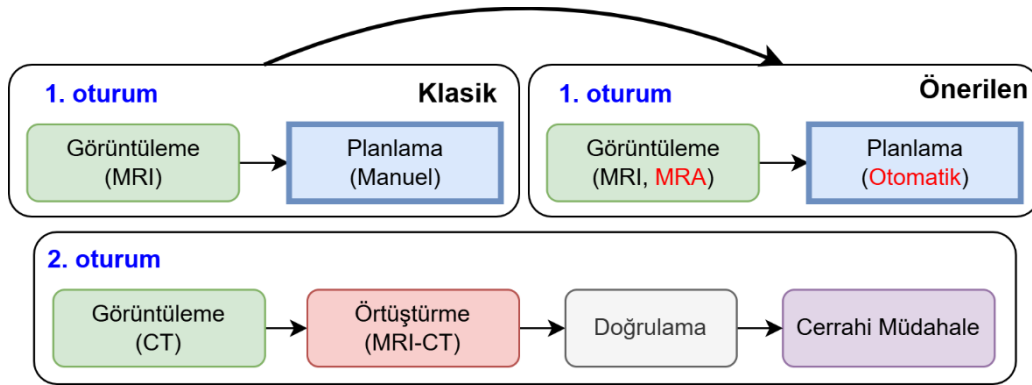 1. oturum
Klasik
Görüntüleme
(MRI)
Planlama
(Manuel)
1. oturum
Önerilen
Görüntüleme
(MRI, MRA)
Planlama
(Otomatik)
2. oturum
Görüntüleme
(CT)
Örtüştürme
(MRI-CT)
Doğrulama
Cerrahi Müdahale